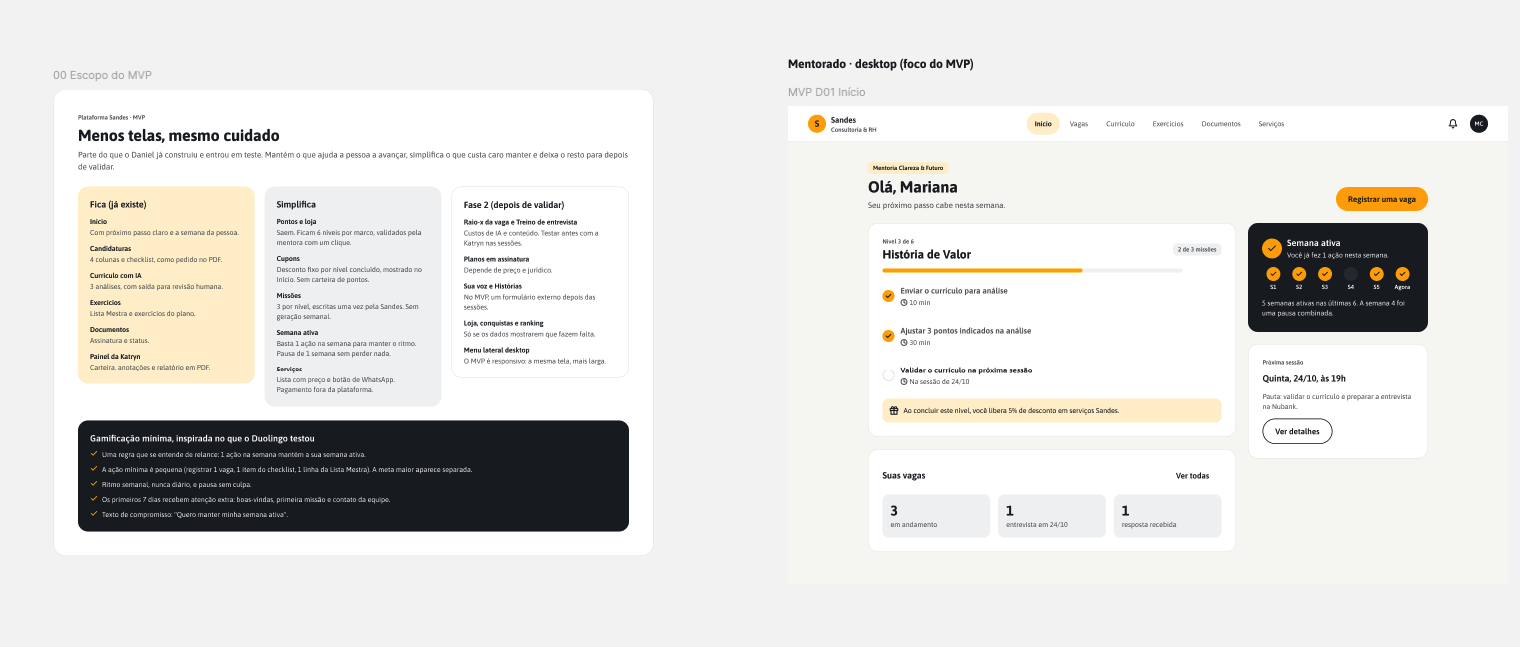 00 Escopo do MVP
Plataforma Sandes · MVP
Menos telas, mesmo cuidado
Parte do que o Daniel já construiu e entrou em teste. Mantém o que ajuda a pessoa a avançar, simplifica o que custa caro manter e deixa o resto para depois
de validar.
Fica (já existe)
Início
Com próximo passo claro e a semana da pessoa.
Candidaturas
4 colunas e checklist, como pedido no PDF.
Currículo com IA
3 análises, com saída para revisão humana.
Exercícios
Lista Mestra e exercícios do plano.
Documentos
Assinatura e status.
Painel da Katryn
Carteira, anotações e relatório em PDF.
Simplifica
Pontos e loja
Saem. Ficam 6 níveis por marco, validados pela
mentora com um clique.
Cupons
Desconto fixo por nível concluído, mostrado no
Início. Sem carteira de pontos.
Missões
3 por nível, escritas uma vez pela Sandes. Sem
geração semanal.
Semana ativa
Basta 1 ação na semana para manter o ritmo.
Pausa de 1 semana sem perder nada.
Serviços
Lista com preço e botão de WhatsApp.
Pagamento fora da plataforma.
Fase 2 (depois de validar)
Raio-x da vaga e Treino de entrevista
Custos de IA e conteúdo. Testar antes com a
Katryn nas sessões.
Planos em assinatura
Depende de preço e jurídico.
Sua voz e Histórias
No MVP, um formulário externo depois das
sessões.
Loja, conquistas e ranking
Só se os dados mostrarem que fazem falta.
Menu lateral desktop
O MVP é responsivo: a mesma tela, mais larga.
Gamificação mínima, inspirada no que o Duolingo testou
Uma regra que se entende de relance: 1 ação na semana mantém a sua semana ativa.
A ação mínima é pequena (registrar 1 vaga, 1 item do checklist, 1 linha da Lista Mestra). A meta maior aparece separada.
Ritmo semanal, nunca diário, e pausa sem culpa.
Os primeiros 7 dias recebem atenção extra: boas-vindas, primeira missão e contato da equipe.
Texto de compromisso: "Quero manter minha semana ativa".
Mentorado · desktop (foco do MVP)
MVP D01 Início
S
Sandes
Consultoria & RH
Início
Vagas
Currículo
Exercícios
Documentos
Serviços
MC
Mentoria Clareza & Futuro
Olá, Mariana
Seu próximo passo cabe nesta semana.
Registrar uma vaga
Nível 3 de 6
História de Valor
2 de 3 missões
Enviar o currículo para análise
10 min
Ajustar 3 pontos indicados na análise
30 min
Validar o currículo na próxima sessão
Na sessão de 24/10
Ao concluir este nível, você libera 5% de desconto em serviços Sandes.
Semana ativa
Você já fez 1 ação nesta semana.
S1 S2 S3 S4 S5 Agora
5 semanas ativas nas últimas 6. A semana 4 foi
uma pausa combinada.
Próxima sessão
Quinta, 24/10, às 19h
Pauta: validar o currículo e preparar a entrevista
na Nubank.
Ver detalhes
Suas vagas
Ver todas
3
em andamento
1
entrevista em 24/10
1
resposta recebida